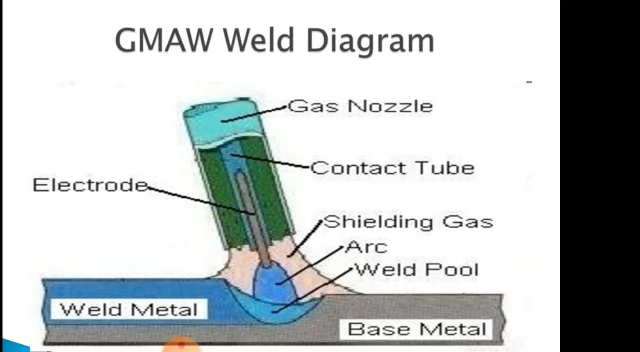 GMAW Weld Diagram
Gas Nozzle
Contact Tube
Electrode
Shielding Gas
Arc
Weld Pool
Weld Metal
Base Metal